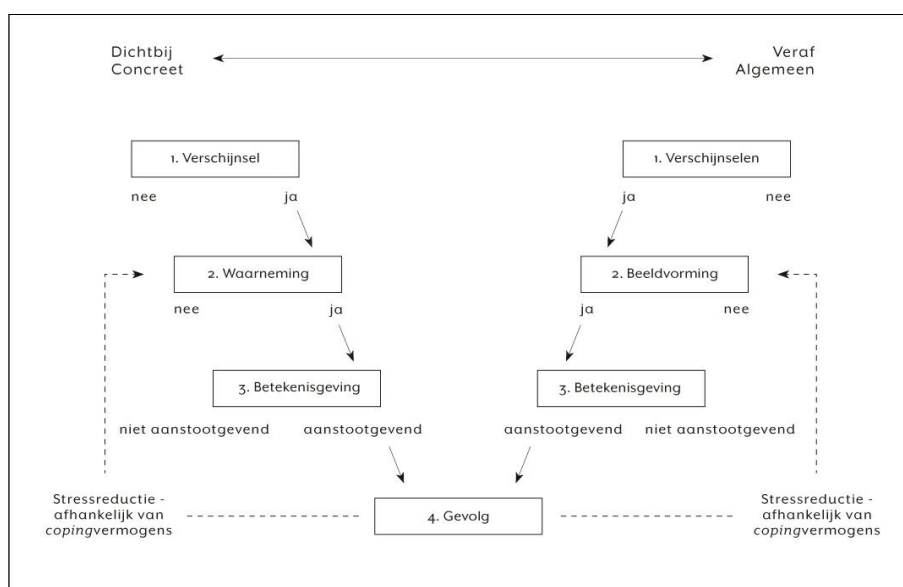 Dichtbij
Concreet
Veraf
Algemeen
1. Verschijnsel
1. Verschijnselen
nee ja
ja nee
2. Waarneming
2. Beeldvorming
nee ja
ja nee
3. Betekenisgeving
3. Betekenisgeving
niet aanstootgevend aanstootgevend
aanstootgevend niet aanstootgevend
Stressreductie -
afhankelijk van
copingvermogens
4. Gevolg
Stressreductie -
afhankelijk van
copingvermogens